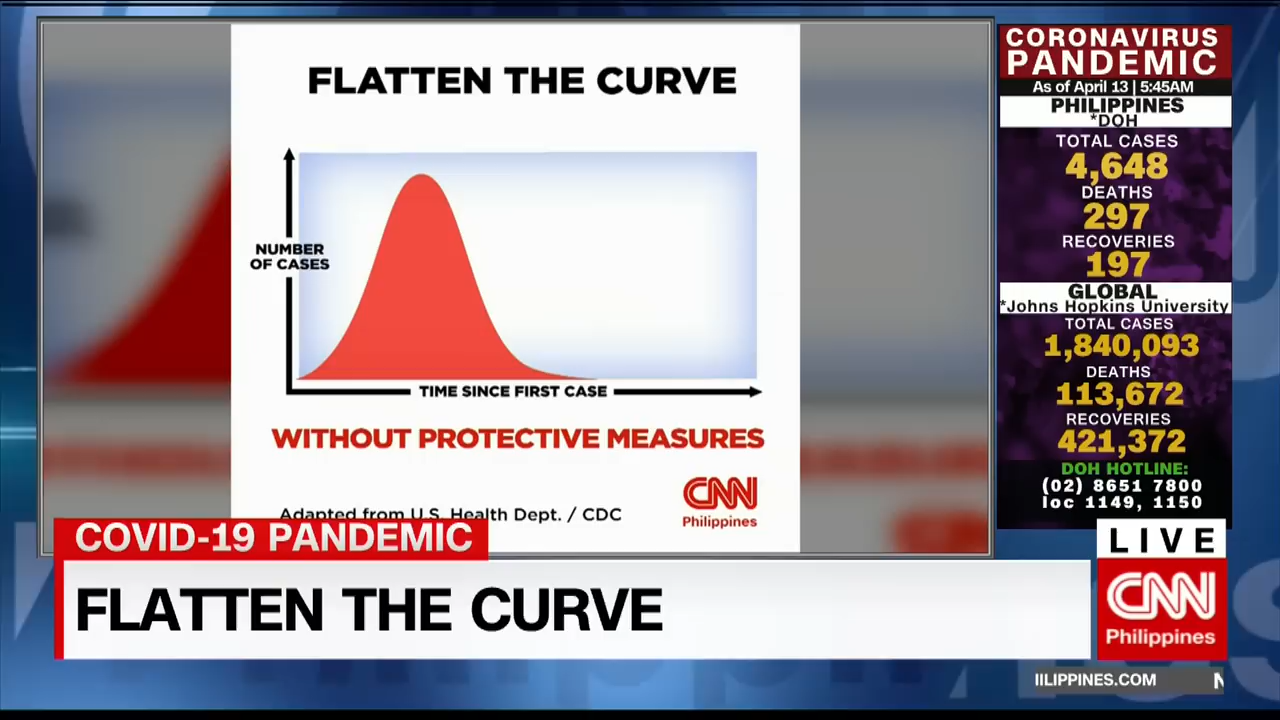 FLATTEN THE CURVE
NUMBER
OF CASES
TIME SINCE FIRST CASE
WITHOUT PROTECTIVE MEASURES
Adapted from U.S. Health Dept. / CDC
CNN
Philippines
CORONAVIRUS
PANDEMIC
As of April 13 | 5:45AM
PHILIPPINES
*DOH
TOTAL CASES
4,648
DEATHS
297
RECOVERIES
197
GLOBAL
*Johns Hopkins University
TOTAL CASES
1,840,093
DEATHS
113,672
RECOVERIES
421,372
DOH HOTLINE:
(02) 8651 7800
loc 1149, 1150
COVID-19 PANDEMIC
FLATTEN THE CURVE
LIVE
CNN
Philippines
IILIPPINES.COM